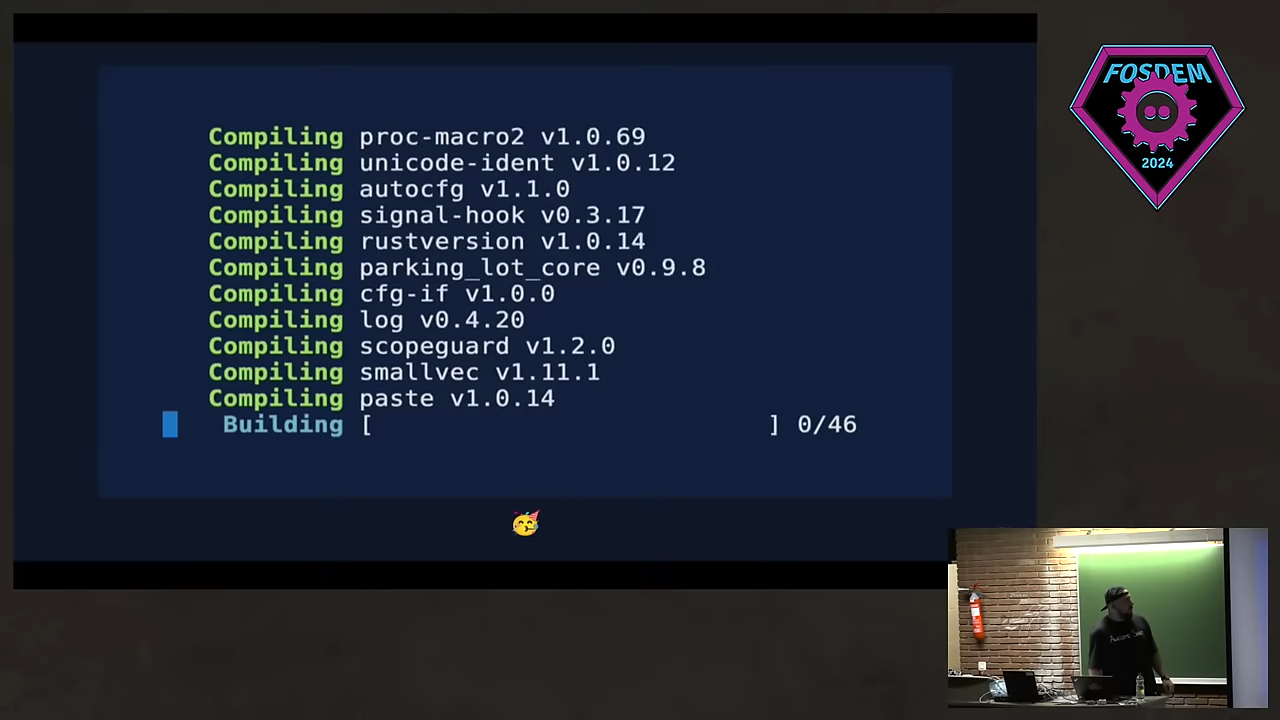 Compiling proc-macro2 v1.0.69
Compiling unicode-ident v1.0.12
Compiling autocfg v1.1.0
Compiling signal-hook v0.3.17
Compiling rustversion v1.0.14
Compiling parking_lot_core v0.9.8
Compiling cfg-if v1.0.0
Compiling log v0.4.20
Compiling scopeguard v1.2.0
Compiling smallvec v1.11.1
Compiling paste v1.0.14
Building [ ] 0/46
FOSDEM
2024